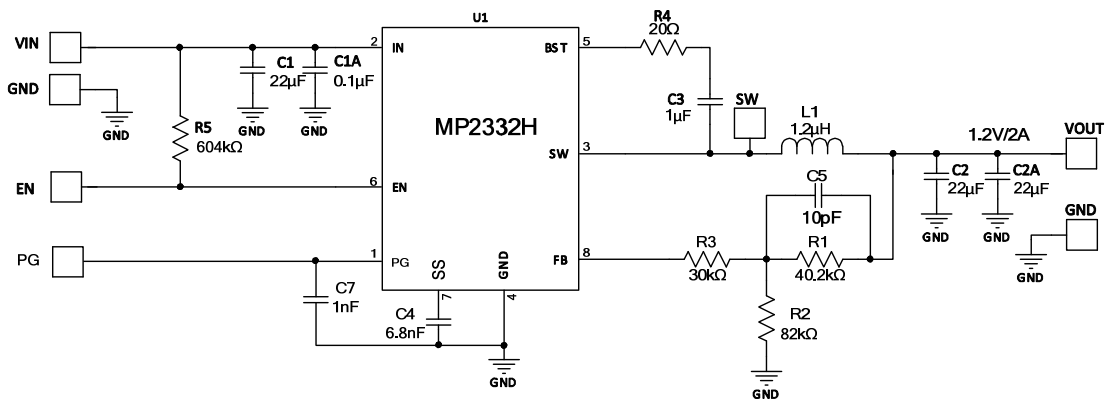 U1
VIN
2
IN
C1
22µF
C1A
0.1µF
GND
GND
GND
GND
R5
604kΩ
BST
5
R4
20Ω
C3
1µF
SW
MP2332H
SW
3
L1
1.2µH
1.2V/2A
VOUT
C2
22µF
C2A
22µF
GND
GND
GND
GND
EN
6
EN
C5
10pF
PG
1
PG
SS
7
GND
4
FB
8
R3
30kΩ
R1
40.2kΩ
R2
82kΩ
GND
C7
1nF
C4
6.8nF
GND